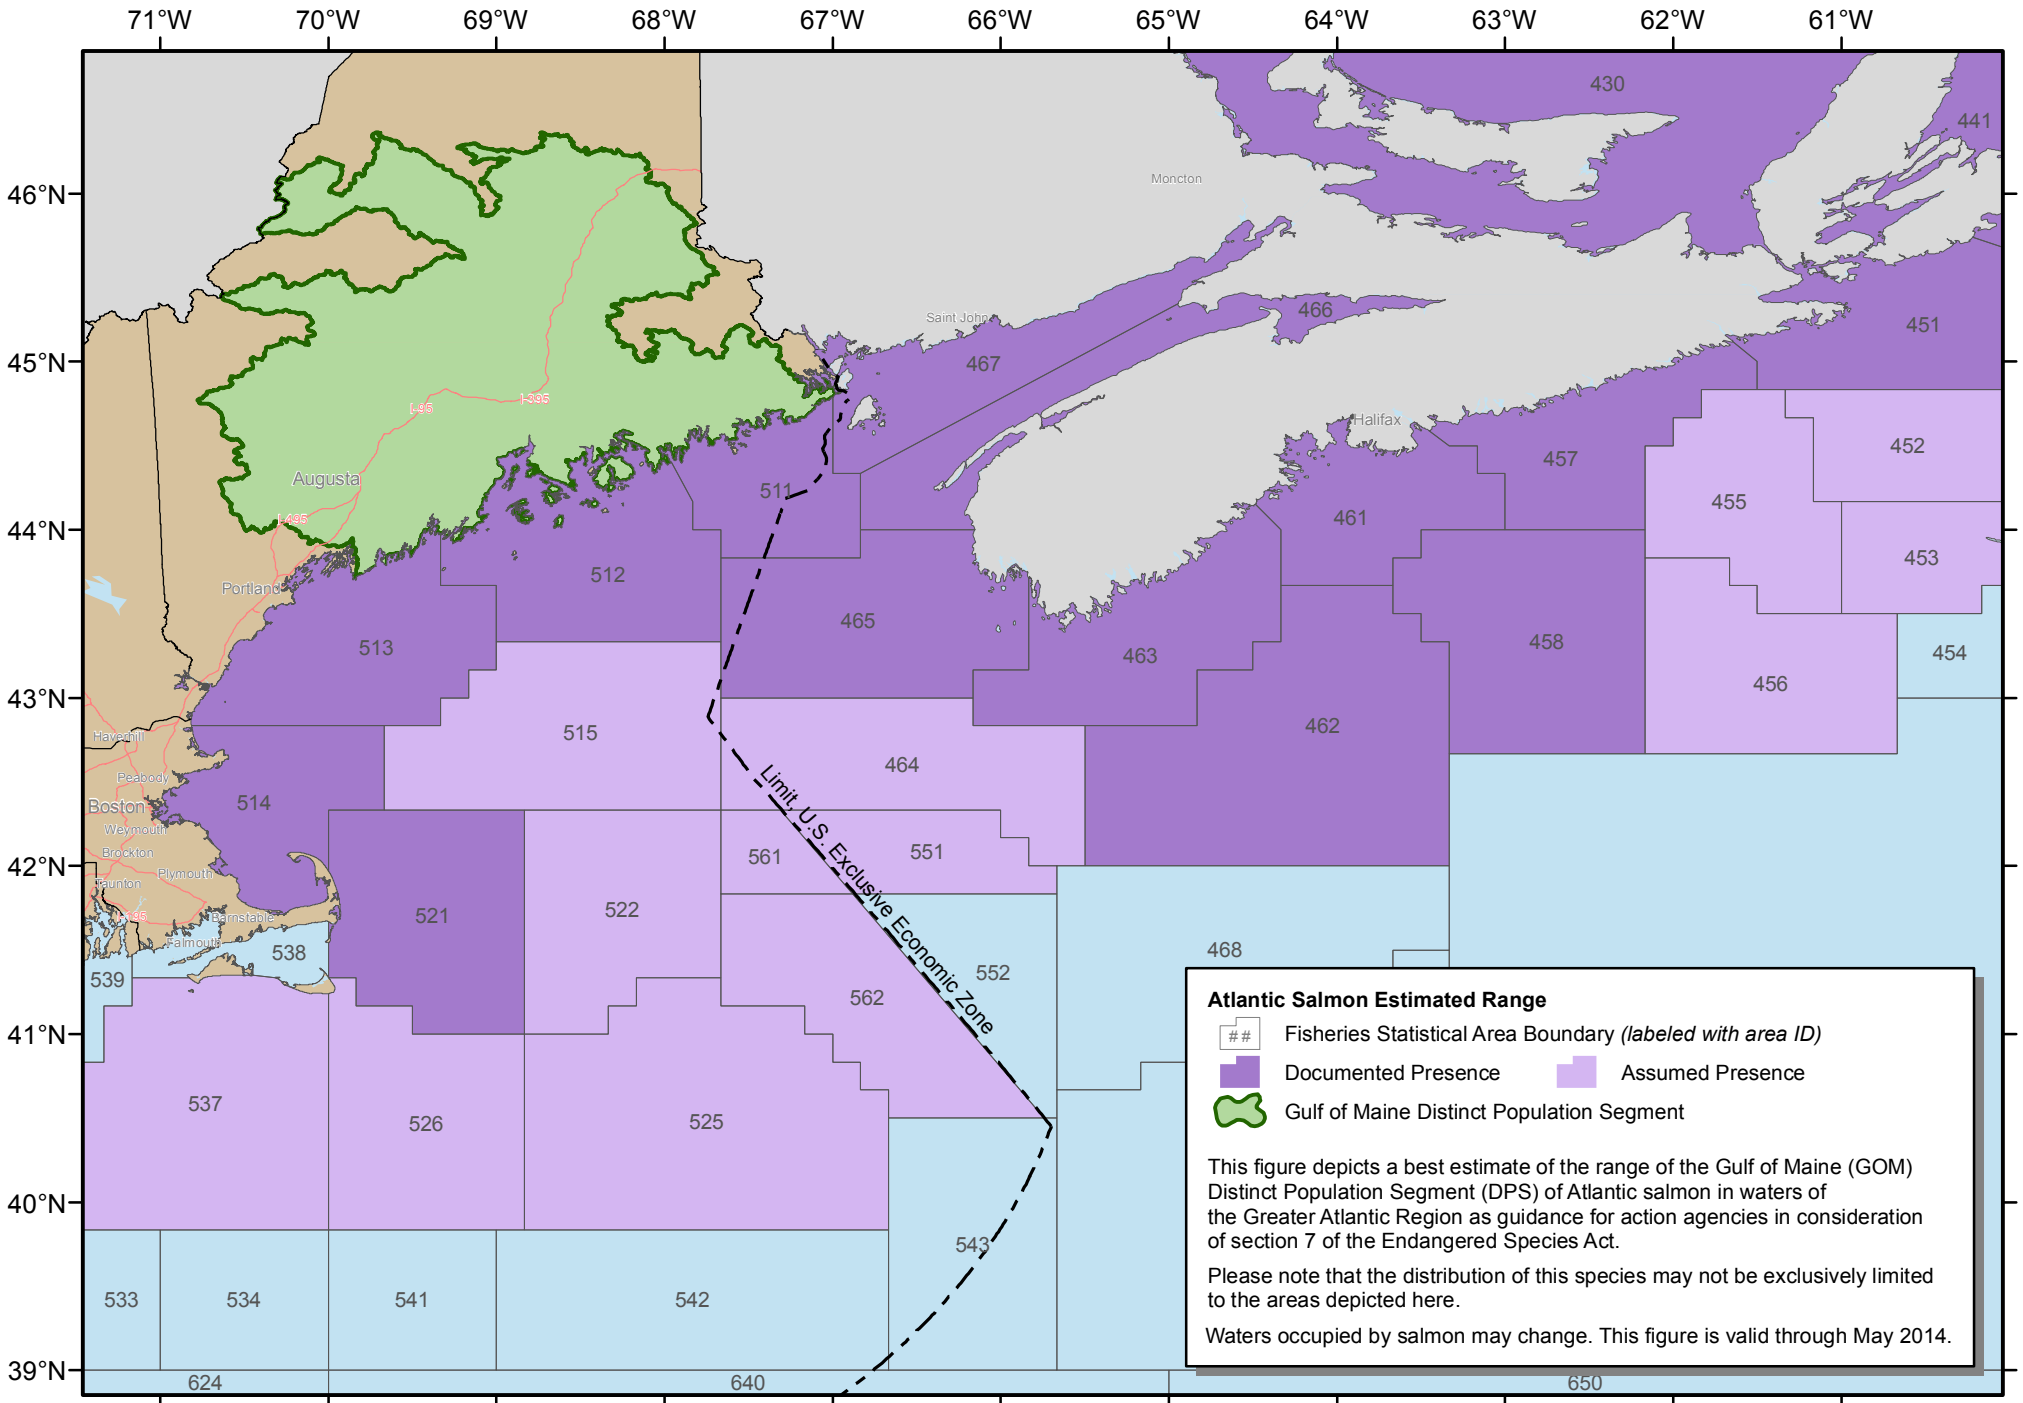 71°W 70°W 69°W 68°W 67°W 66°W 65°W 64°W 63°W 62°W 61°W
430
441
46°N
Moncton
466
Saint John
451
45°N
467
I-95
I-395
Halifax
452
457
Augusta
511
455
461
I-495
44°N
453
512
Portland
465
513
458
454
463
456
43°N
462
515
Haverhill
464
Peabody
514
Boston
Weymouth
Limit, U.S. Exclusive Economic Zone
Brockton
561
551
42°N
Plymouth
Taunton
522
521
I-195
Barnstable
Falmouth
538
468
539
552
562
41°N
537
526
525
40°N
543
533
534
541
542
39°N
624
640
650
Atlantic Salmon Estimated Range
## Fisheries Statistical Area Boundary (labeled with area ID)
Documented Presence Assumed Presence
Gulf of Maine Distinct Population Segment
This figure depicts a best estimate of the range of the Gulf of Maine (GOM)
Distinct Population Segment (DPS) of Atlantic salmon in waters of
the Greater Atlantic Region as guidance for action agencies in consideration
of section 7 of the Endangered Species Act.
Please note that the distribution of this species may not be exclusively limited
to the areas depicted here.
Waters occupied by salmon may change. This figure is valid through May 2014.